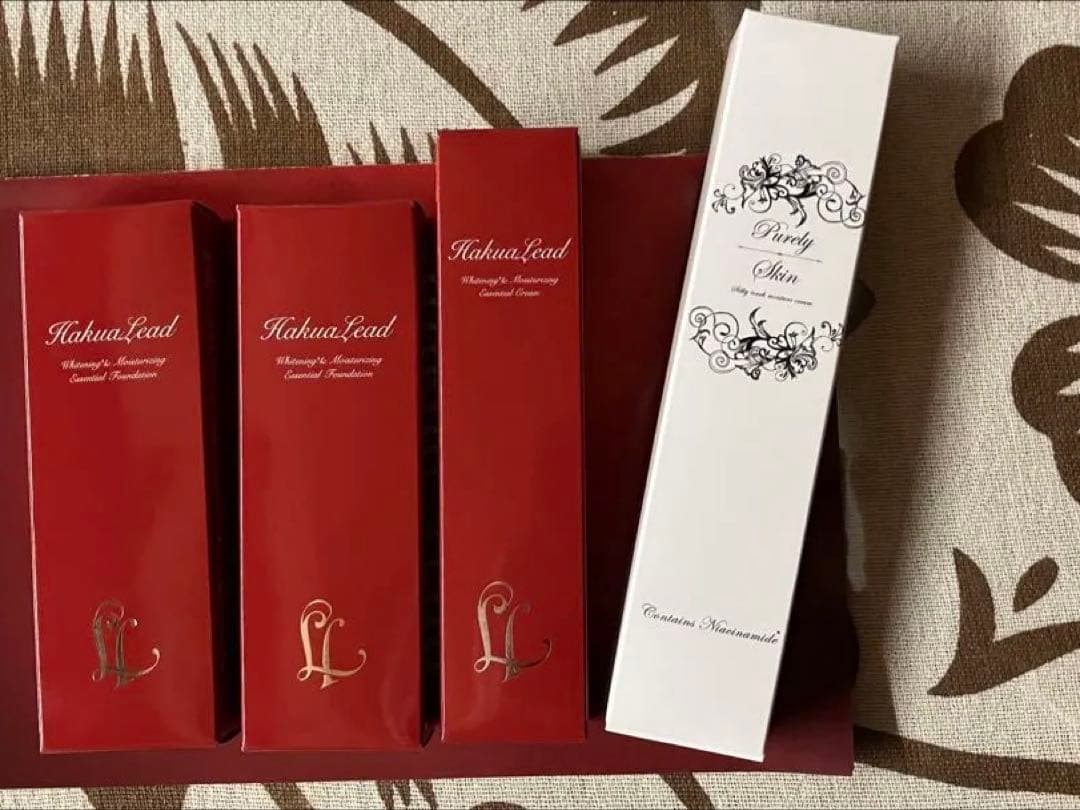 HakuaLead
Whitening & Moisturizing
Essential Foundation
HakuaLead
Whitening & Moisturizing
Essential Foundation
HakuaLead
Whitening & Moisturizing
Essential Cream
Purely
Skin
Contains Niacinamide*